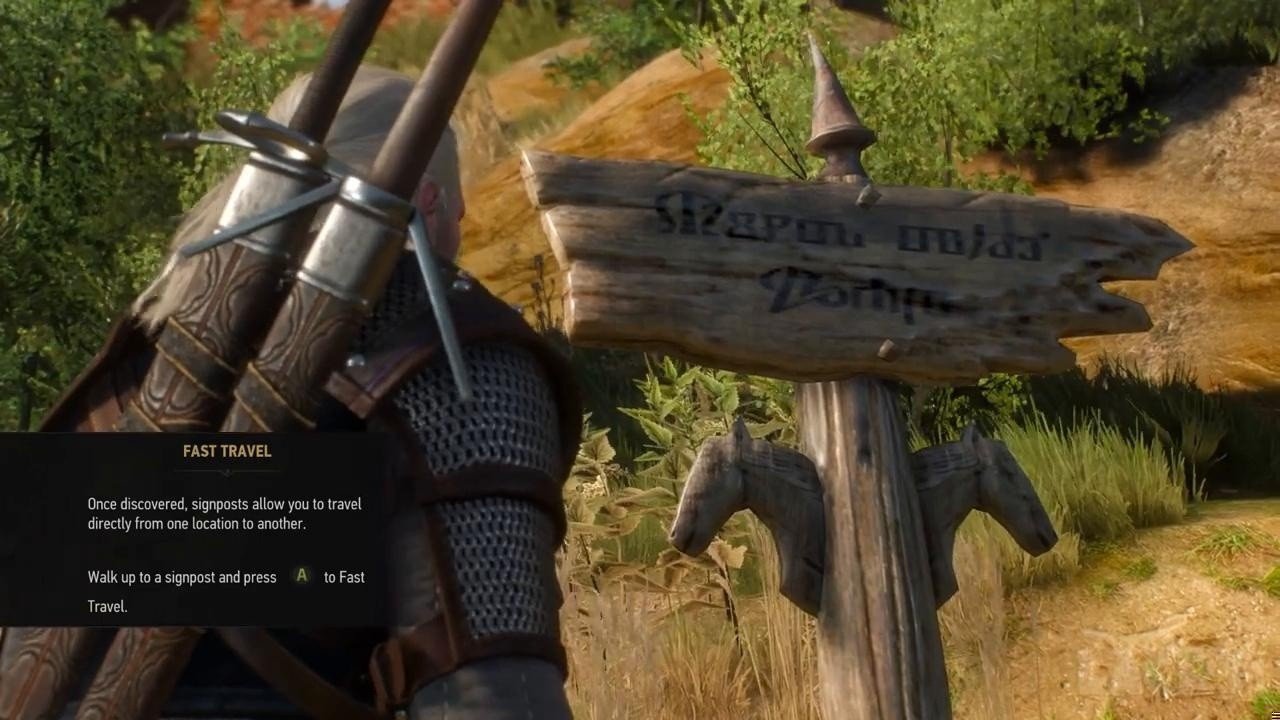 FAST TRAVEL
Once discovered, signposts allow you to travel
directly from one location to another.
Walk up to a signpost and press A to Fast
Travel.